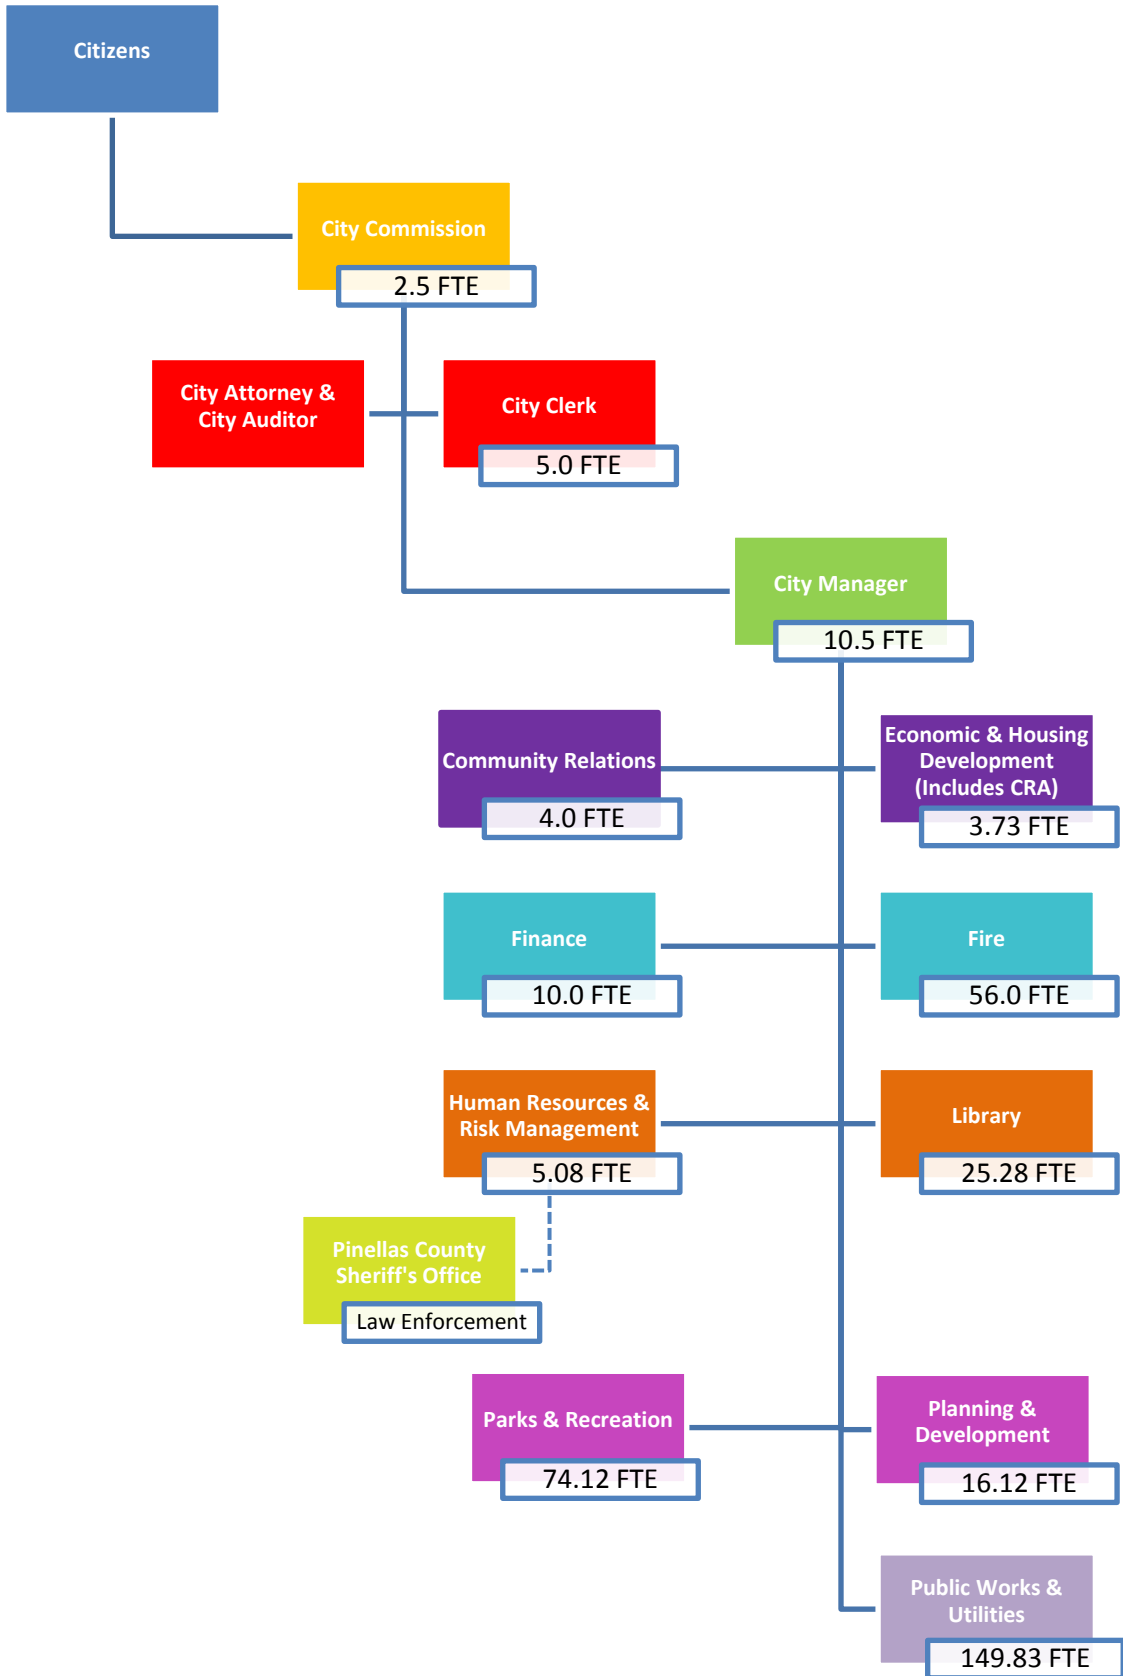 Citizens
City Commission
2.5 FTE
City Attorney &
City Auditor
City Clerk
5.0 FTE
City Manager
10.5 FTE
Community Relations
4.0 FTE
Economic & Housing
Development
(Includes CRA)
3.73 FTE
Finance
10.0 FTE
Fire
56.0 FTE
Human Resources &
Risk Management
5.08 FTE
Library
25.28 FTE
Pinellas County
Sheriff's Office
Law Enforcement
Parks & Recreation
74.12 FTE
Planning &
Development
16.12 FTE
Public Works &
Utilities
149.83 FTE